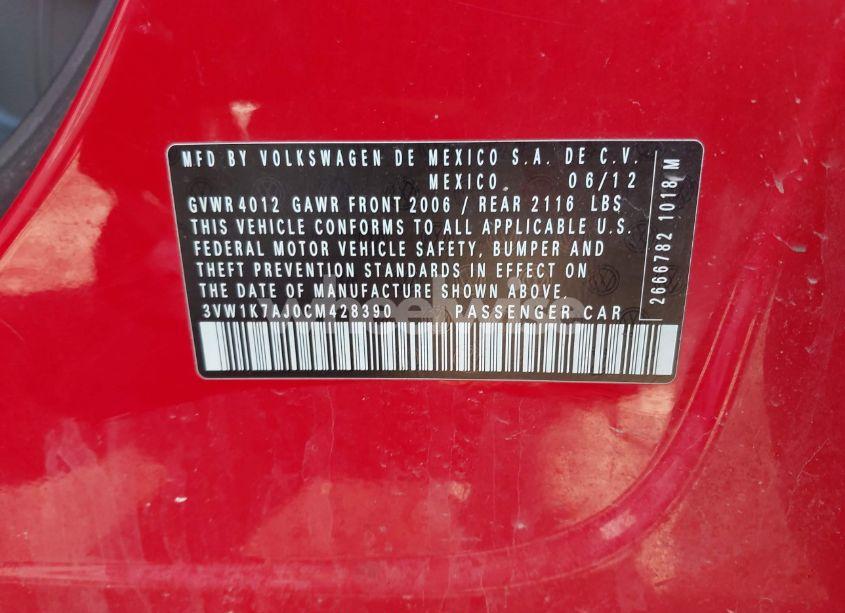 MFD BY VOLKSWAGEN DE MEXICO S.A. DE C.V.
MEXICO 06/12
GVWR 4012 GAWR FRONT 2006 / REAR 2116 LBS
THIS VEHICLE CONFORMS TO ALL APPLICABLE U.S.
FEDERAL MOTOR VEHICLE SAFETY, BUMPER AND
THEFT PREVENTION STANDARDS IN EFFECT ON
THE DATE OF MANUFACTURE SHOWN ABOVE.
3VW1K7AJ0CM428390 PASSENGER CAR
2666782 1018 M